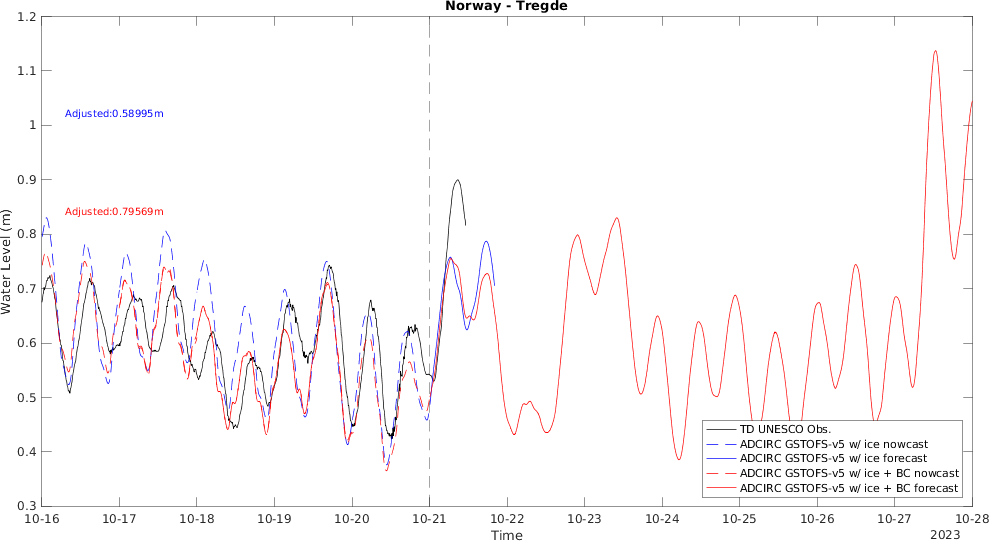 Norway - Tregde
1.2
1.1
1
0.9
0.8
0.7
0.6
0.5
0.4
0.3
Water Level (m)
Adjusted:0.58995m
Adjusted:0.79569m
TD UNESCO Obs.
ADCIRC GSTOFS-v5 w/ ice nowcast
ADCIRC GSTOFS-v5 w/ ice forecast
ADCIRC GSTOFS-v5 w/ ice + BC nowcast
ADCIRC GSTOFS-v5 w/ ice + BC forecast
10-16 10-17 10-18 10-19 10-20 10-21 10-22 10-23 10-24 10-25 10-26 10-27 10-28
Time
2023